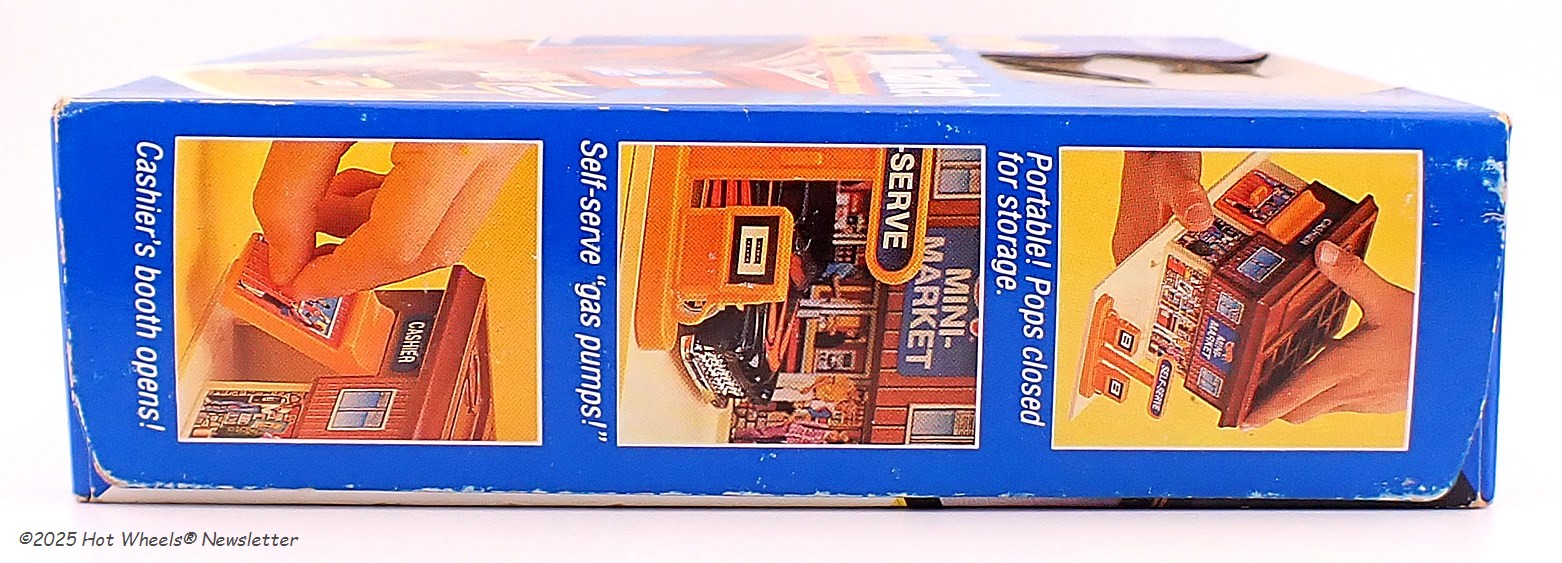 Portable! Pops closed
for storage.
CASHIER
MINI-
MARKET
SELF-SERVE
Self-serve "gas pumps!"
-SERVE
MINI-
MARKET
Cashier's booth opens!
CASHIER
©2025 Hot Wheels® Newsletter